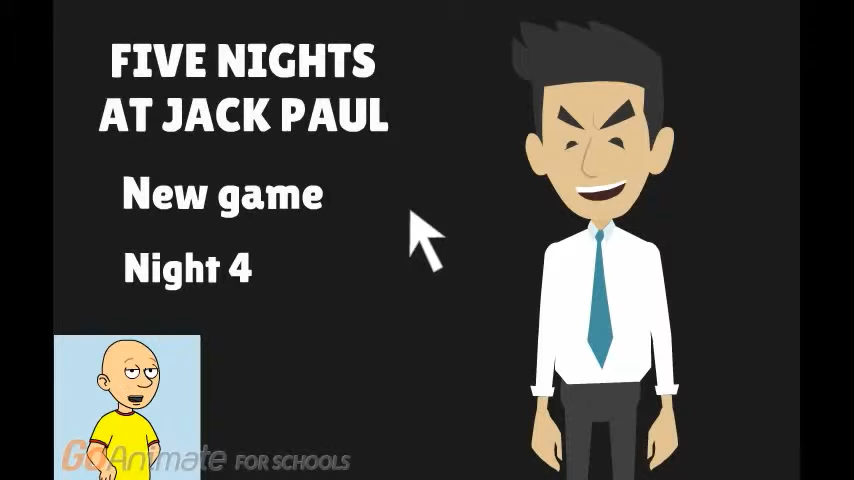 FIVE NIGHTS
AT JACK PAUL
New game
Night 4
GoAnimate FOR SCHOOLS